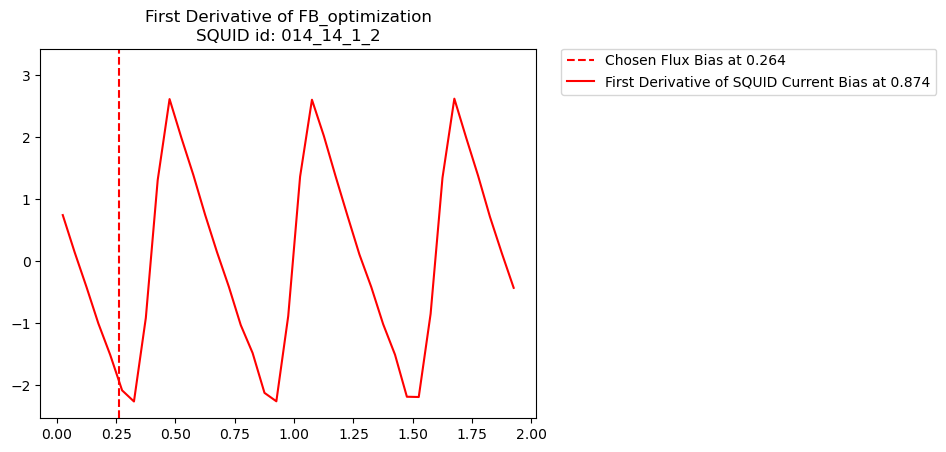 First Derivative of FB_optimization
SQUID id: 014_14_1_2
Chosen Flux Bias at 0.264
First Derivative of SQUID Current Bias at 0.874
3
2
1
0
−1
−2
0.00 0.25 0.50 0.75 1.00 1.25 1.50 1.75 2.00